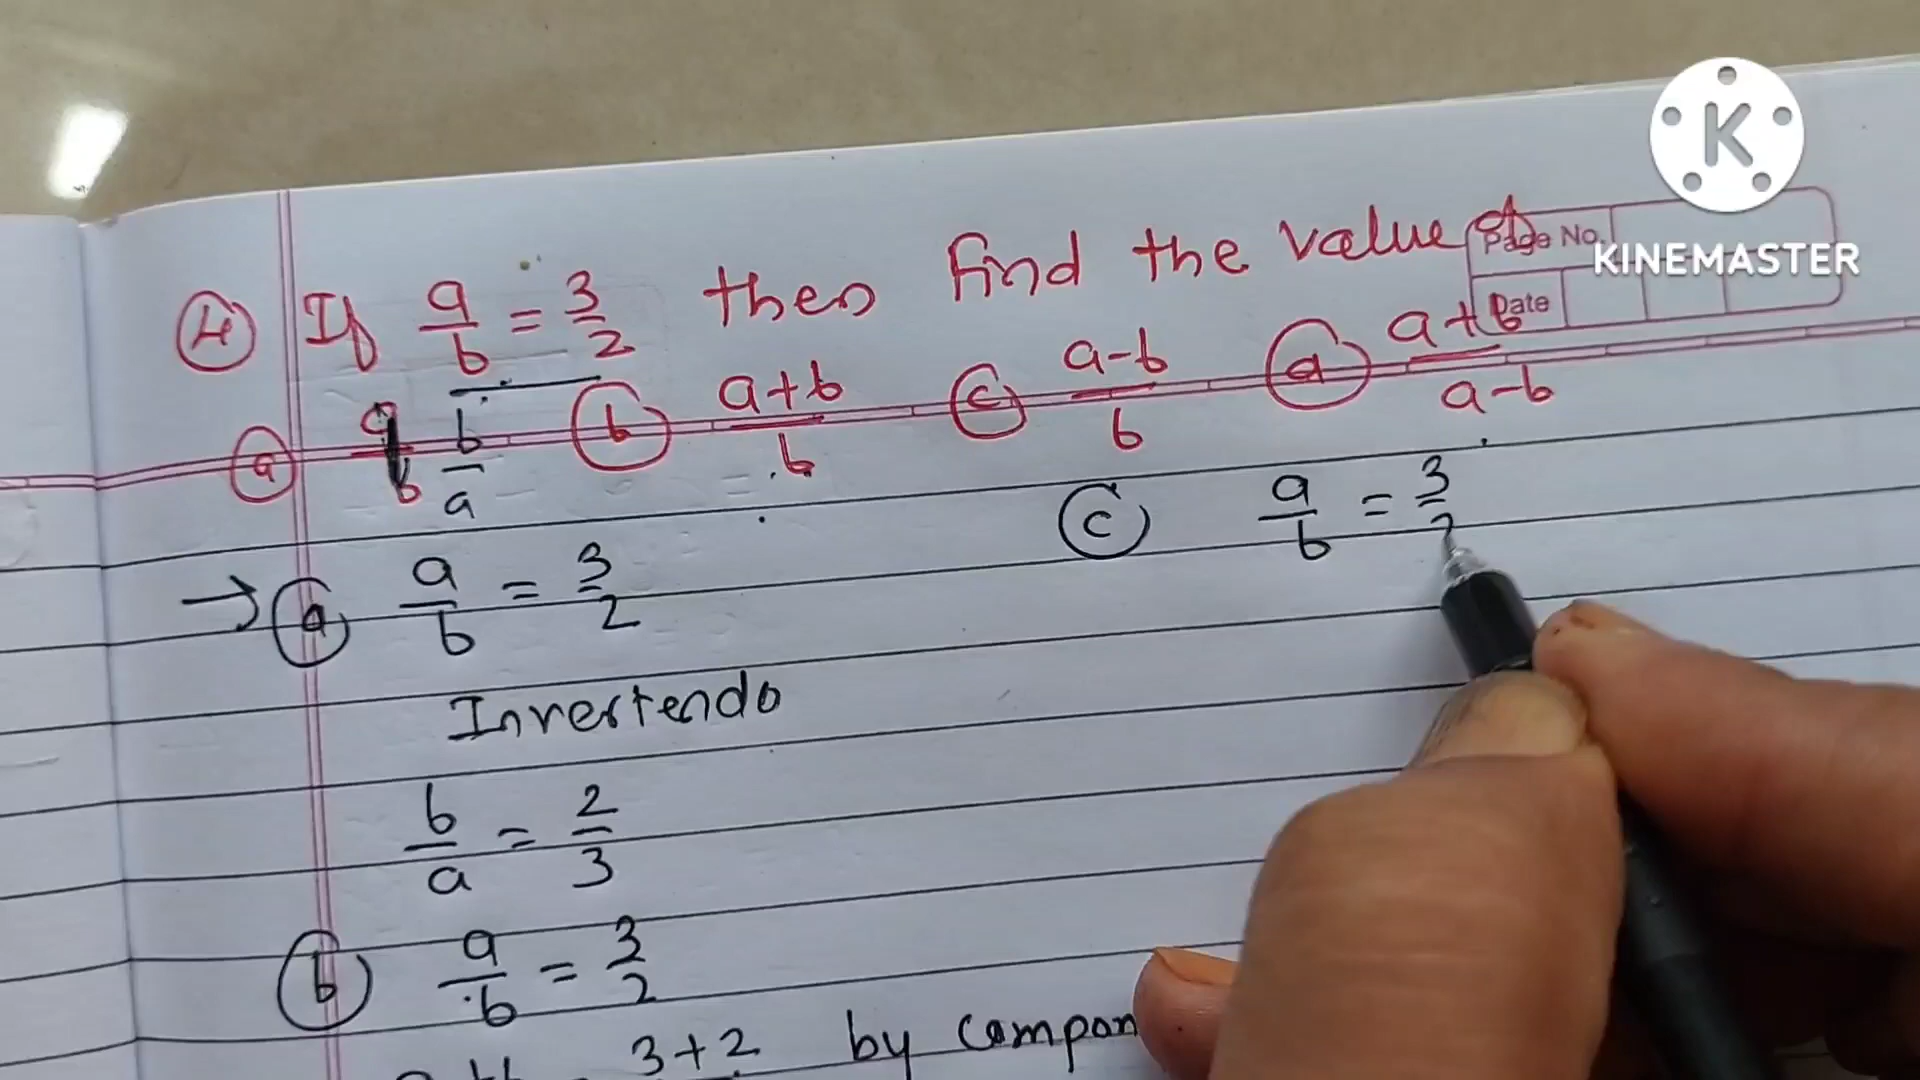 ④ If a/b = 3/2 then find the value of
ⓐ b/a ⓑ a+b/b ⓒ a-b/b ⓓ a+b/a-b
→ ⓐ a/b = 3/2
Invertendo
b/a = 2/3
ⓑ a/b = 3/2
3+2 by compon
ⓒ a/b = 3/2
Page No.
Date
K
KINEMASTER